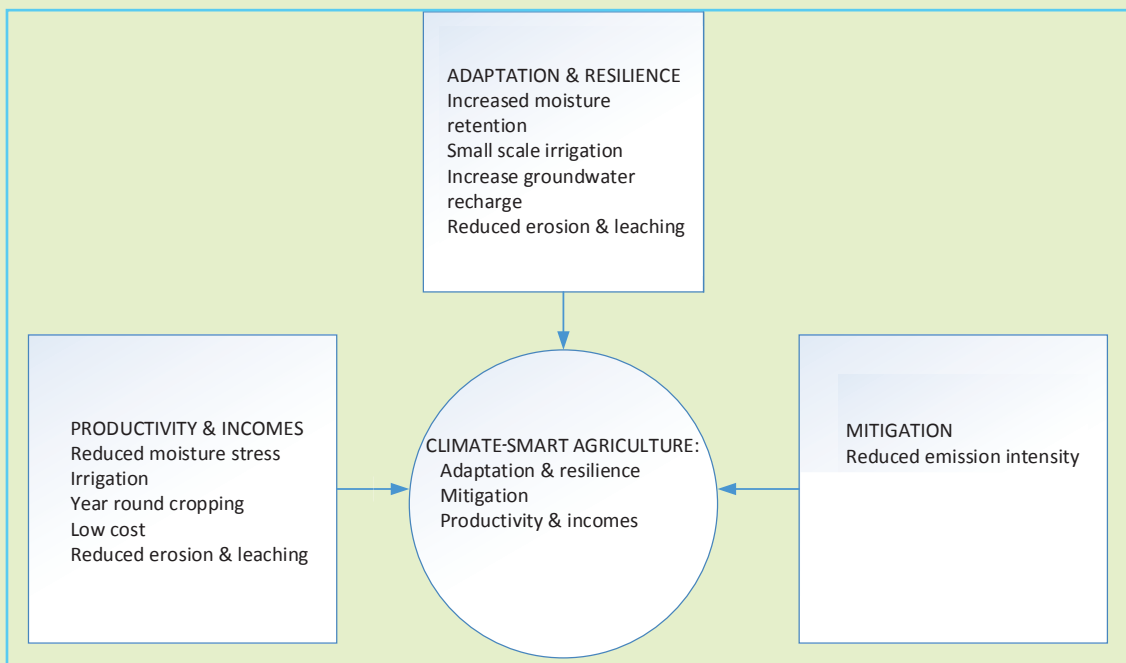 ADAPTATION & RESILIENCE
Increased moisture
retention
Small scale irrigation
Increase groundwater
recharge
Reduced erosion & leaching
PRODUCTIVITY & INCOMES
Reduced moisture stress
Irrigation
Year round cropping
Low cost
Reduced erosion & leaching
CLIMATE-SMART AGRICULTURE:
Adaptation & resilience
Mitigation
Productivity & incomes
MITIGATION
Reduced emission intensity